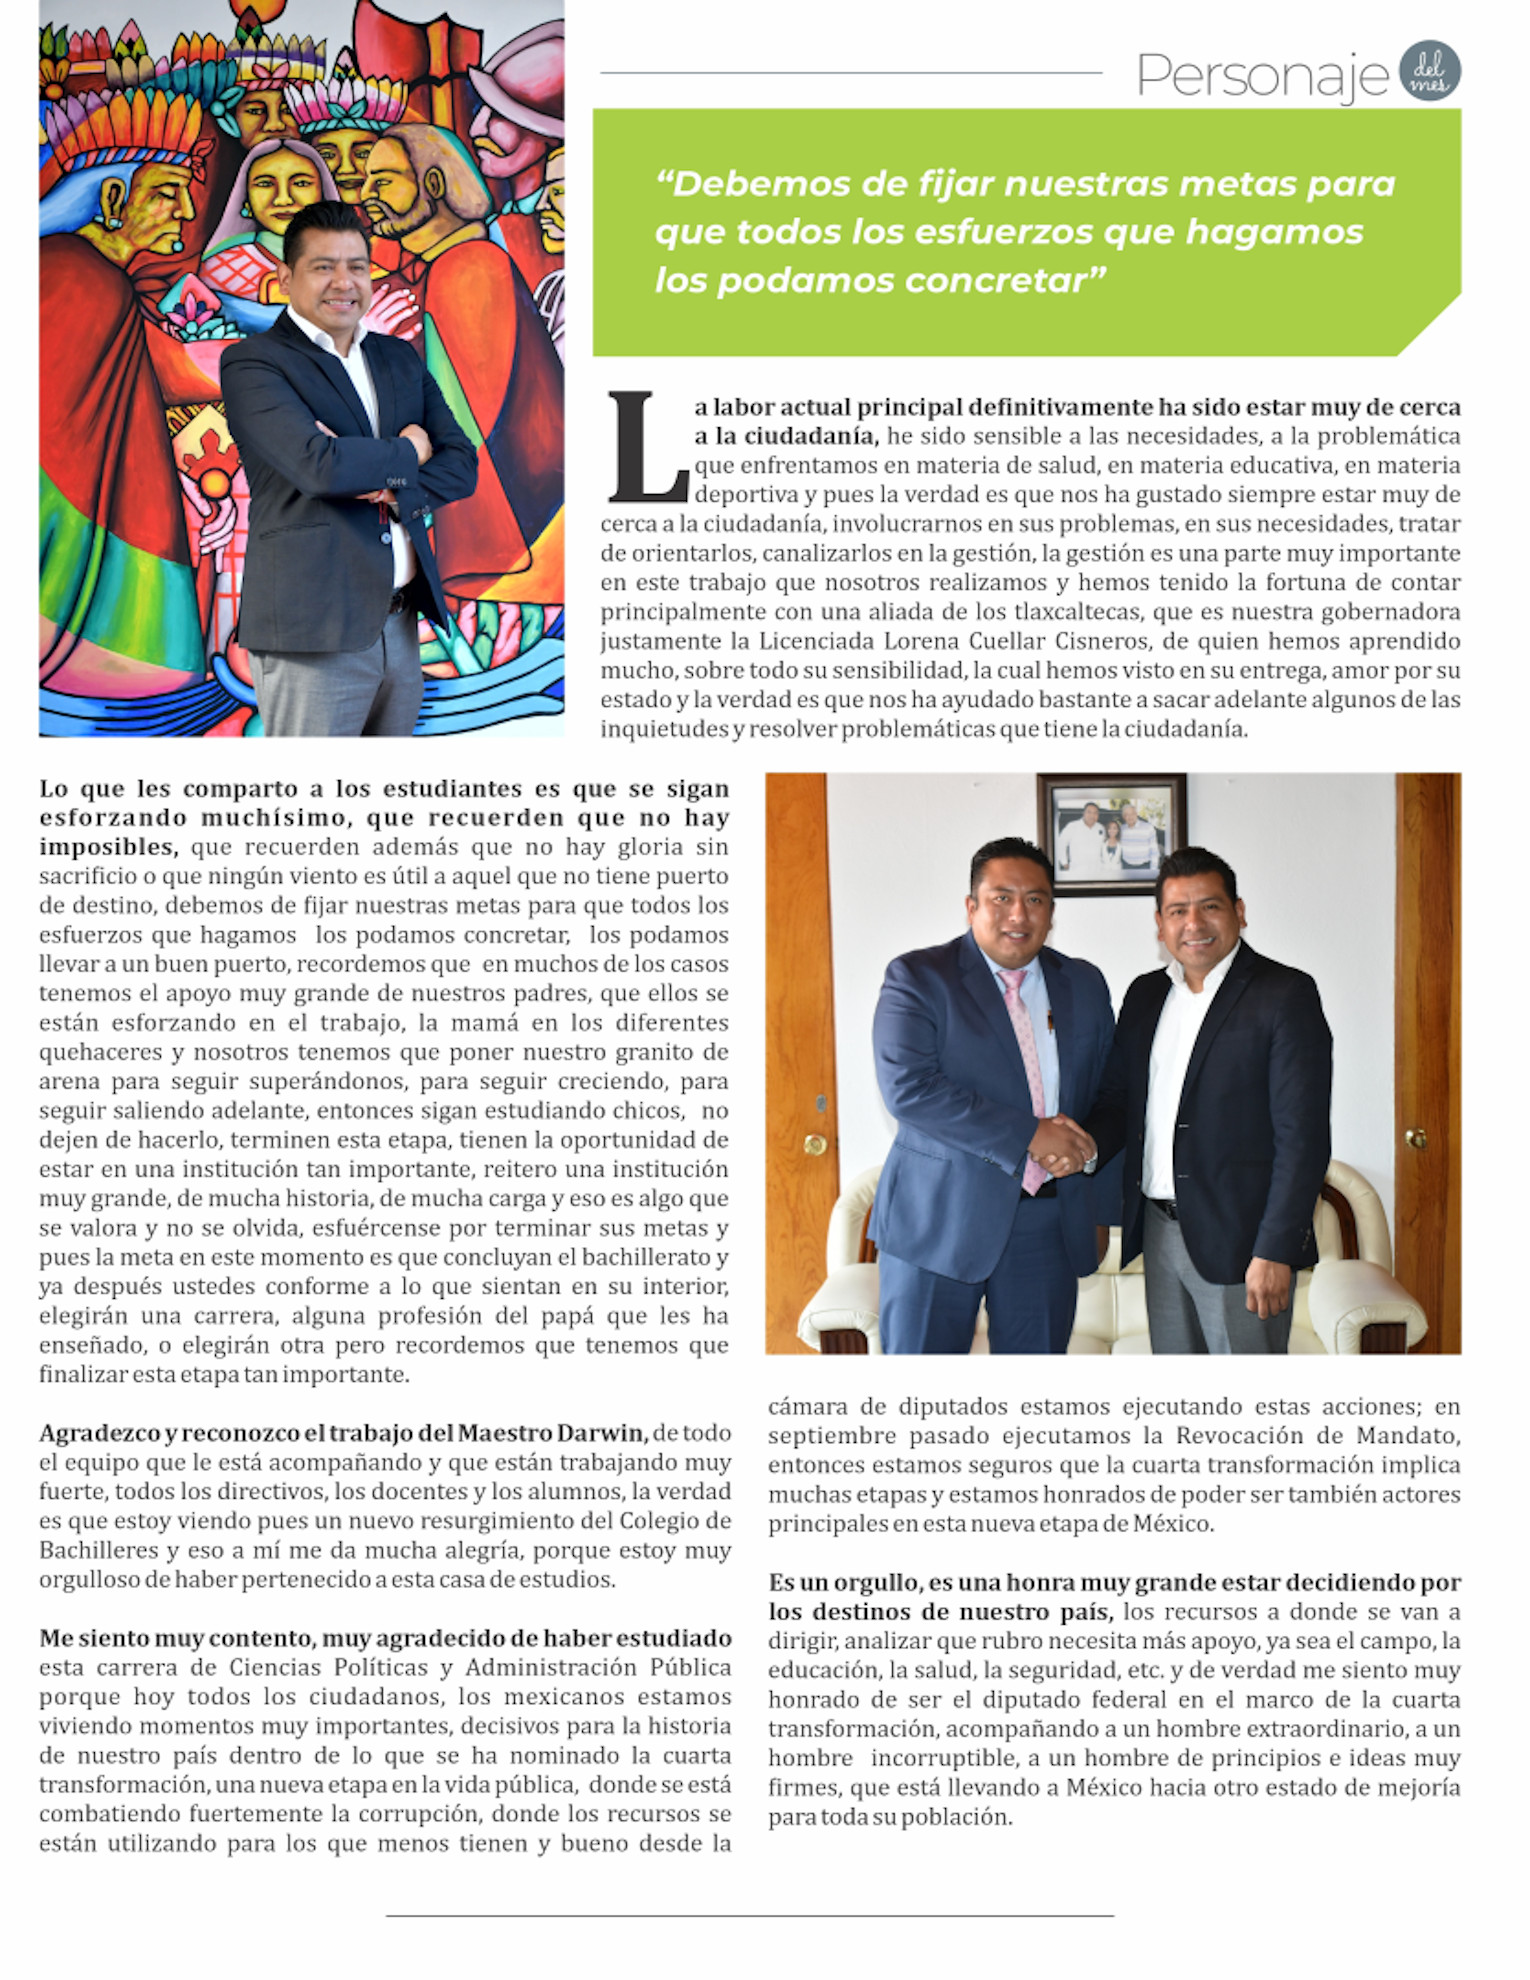 Personaje del mes
“Debemos de fijar nuestras metas para
que todos los esfuerzos que hagamos
los podamos concretar”
La labor actual principal definitivamente ha sido estar muy de cerca
a la ciudadanía, he sido sensible a las necesidades, a la problemática
que enfrentamos en materia de salud, en materia educativa, en materia
deportiva y pues la verdad es que nos ha gustado siempre estar muy de
cerca a la ciudadanía, involucrarnos en sus problemas, en sus necesidades, tratar
de orientarlos, canalizarlos en la gestión, la gestión es una parte muy importante
en este trabajo que nosotros realizamos y hemos tenido la fortuna de contar
principalmente con una aliada de los tlaxcaltecas, que es nuestra gobernadora
justamente la Licenciada Lorena Cuellar Cisneros, de quien hemos aprendido
mucho, sobre todo su sensibilidad, la cual hemos visto en su entrega, amor por su
estado y la verdad es que nos ha ayudado bastante a sacar adelante algunos de las
inquietudes y resolver problemáticas que tiene la ciudadanía.
Lo que les comparto a los estudiantes es que se sigan
esforzando muchísimo, que recuerden que no hay
imposibles, que recuerden además que no hay gloria sin
sacrificio o que ningún viento es útil a aquel que no tiene puerto
de destino, debemos de fijar nuestras metas para que todos los
esfuerzos que hagamos los podamos concretar, los podamos
llevar a un buen puerto, recordemos que en muchos de los casos
tenemos el apoyo muy grande de nuestros padres, que ellos se
están esforzando en el trabajo, la mamá en los diferentes
quehaceres y nosotros tenemos que poner nuestro granito de
arena para seguir superándonos, para seguir creciendo, para
seguir saliendo adelante, entonces sigan estudiando chicos, no
dejen de hacerlo, terminen esta etapa, tienen la oportunidad de
estar en una institución tan importante, reitero una institución
muy grande, de mucha historia, de mucha carga y eso es algo que
se valora y no se olvida, esfuércense por terminar sus metas y
pues la meta en este momento es que concluyan el bachillerato y
ya después ustedes conforme a lo que sientan en su interior,
elegirán una carrera, alguna profesión del papá que les ha
enseñado, o elegirán otra pero recordemos que tenemos que
finalizar esta etapa tan importante.
Agradezco y reconozco el trabajo del Maestro Darwin, de todo
el equipo que le está acompañando y que están trabajando muy
fuerte, todos los directivos, los docentes y los alumnos, la verdad
es que estoy viendo pues un nuevo resurgimiento del Colegio de
Bachilleres y eso a mí me da mucha alegría, porque estoy muy
orgulloso de haber pertenecido a esta casa de estudios.
Me siento muy contento, muy agradecido de haber estudiado
esta carrera de Ciencias Políticas y Administración Pública
porque hoy todos los ciudadanos, los mexicanos estamos
viviendo momentos muy importantes, decisivos para la historia
de nuestro país dentro de lo que se ha nominado la cuarta
transformación, una nueva etapa en la vida pública, donde se está
combatiendo fuertemente la corrupción, donde los recursos se
están utilizando para los que menos tienen y bueno desde la
cámara de diputados estamos ejecutando estas acciones; en
septiembre pasado ejecutamos la Revocación de Mandato,
entonces estamos seguros que la cuarta transformación implica
muchas etapas y estamos honrados de poder ser también actores
principales en esta nueva etapa de México.
Es un orgullo, es una honra muy grande estar decidiendo por
los destinos de nuestro país, los recursos a donde se van a
dirigir, analizar que rubro necesita más apoyo, ya sea el campo, la
educación, la salud, la seguridad, etc. y de verdad me siento muy
honrado de ser el diputado federal en el marco de la cuarta
transformación, acompañando a un hombre extraordinario, a un
hombre incorruptible, a un hombre de principios e ideas muy
firmes, que está llevando a México hacia otro estado de mejoría
para toda su población.